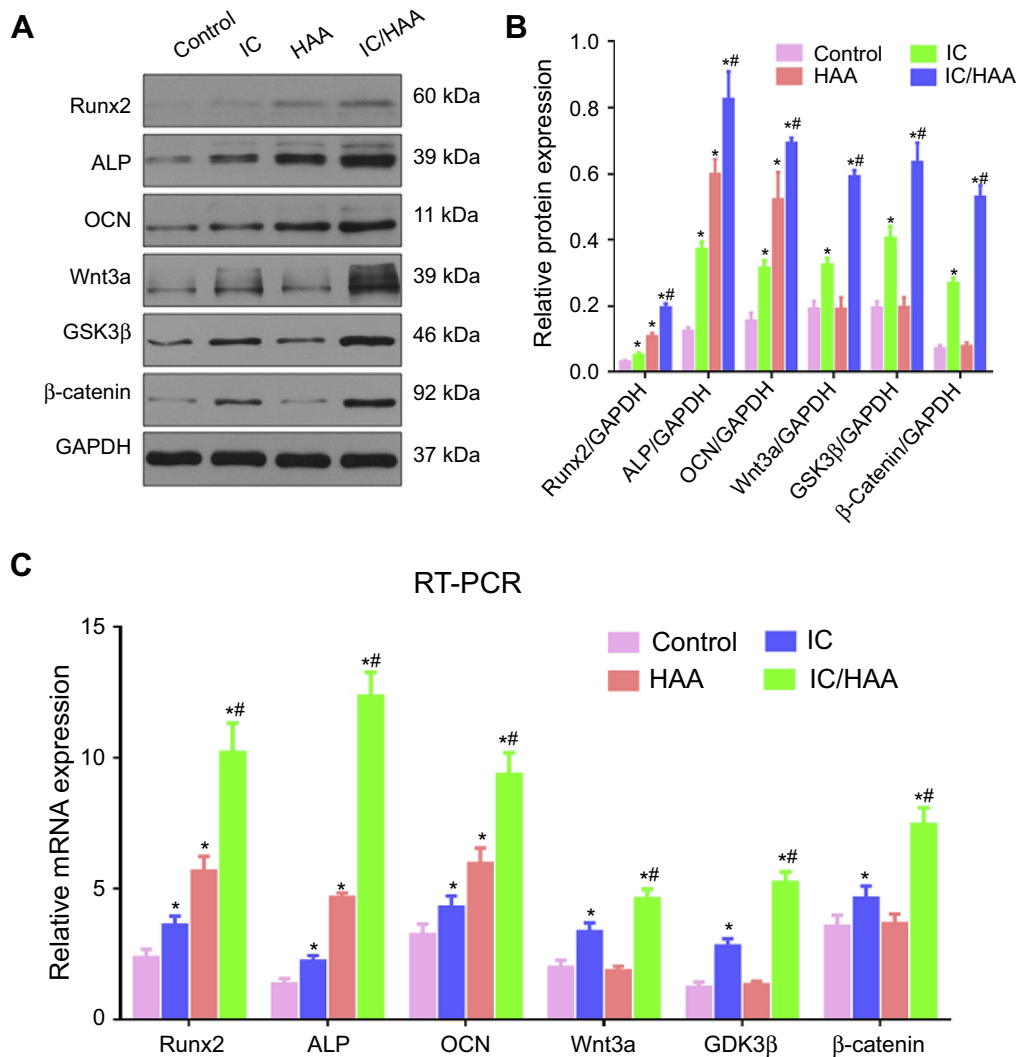 A
Control IC HAA IC/HAA
Runx2 60 kDa
ALP 39 kDa
OCN 11 kDa
Wnt3a 39 kDa
GSK3β 46 kDa
β-catenin 92 kDa
GAPDH 37 kDa
B
Control IC
HAA IC/HAA
Relative protein expression
1.0
0.8
0.6
0.4
0.2
0.0
* * *#
* * *#
* * *#
* *#
* *#
* *#
Runx2/GAPDH
ALP/GAPDH
OCN/GAPDH
Wnt3a/GAPDH
GSK3β/GAPDH
β-Catenin/GAPDH
C
RT-PCR
Control IC
HAA IC/HAA
Relative mRNA expression
15
10
5
0
* * *#
* * *#
* * *#
* *#
* *#
* *#
Runx2 ALP OCN Wnt3a GDK3β β-catenin